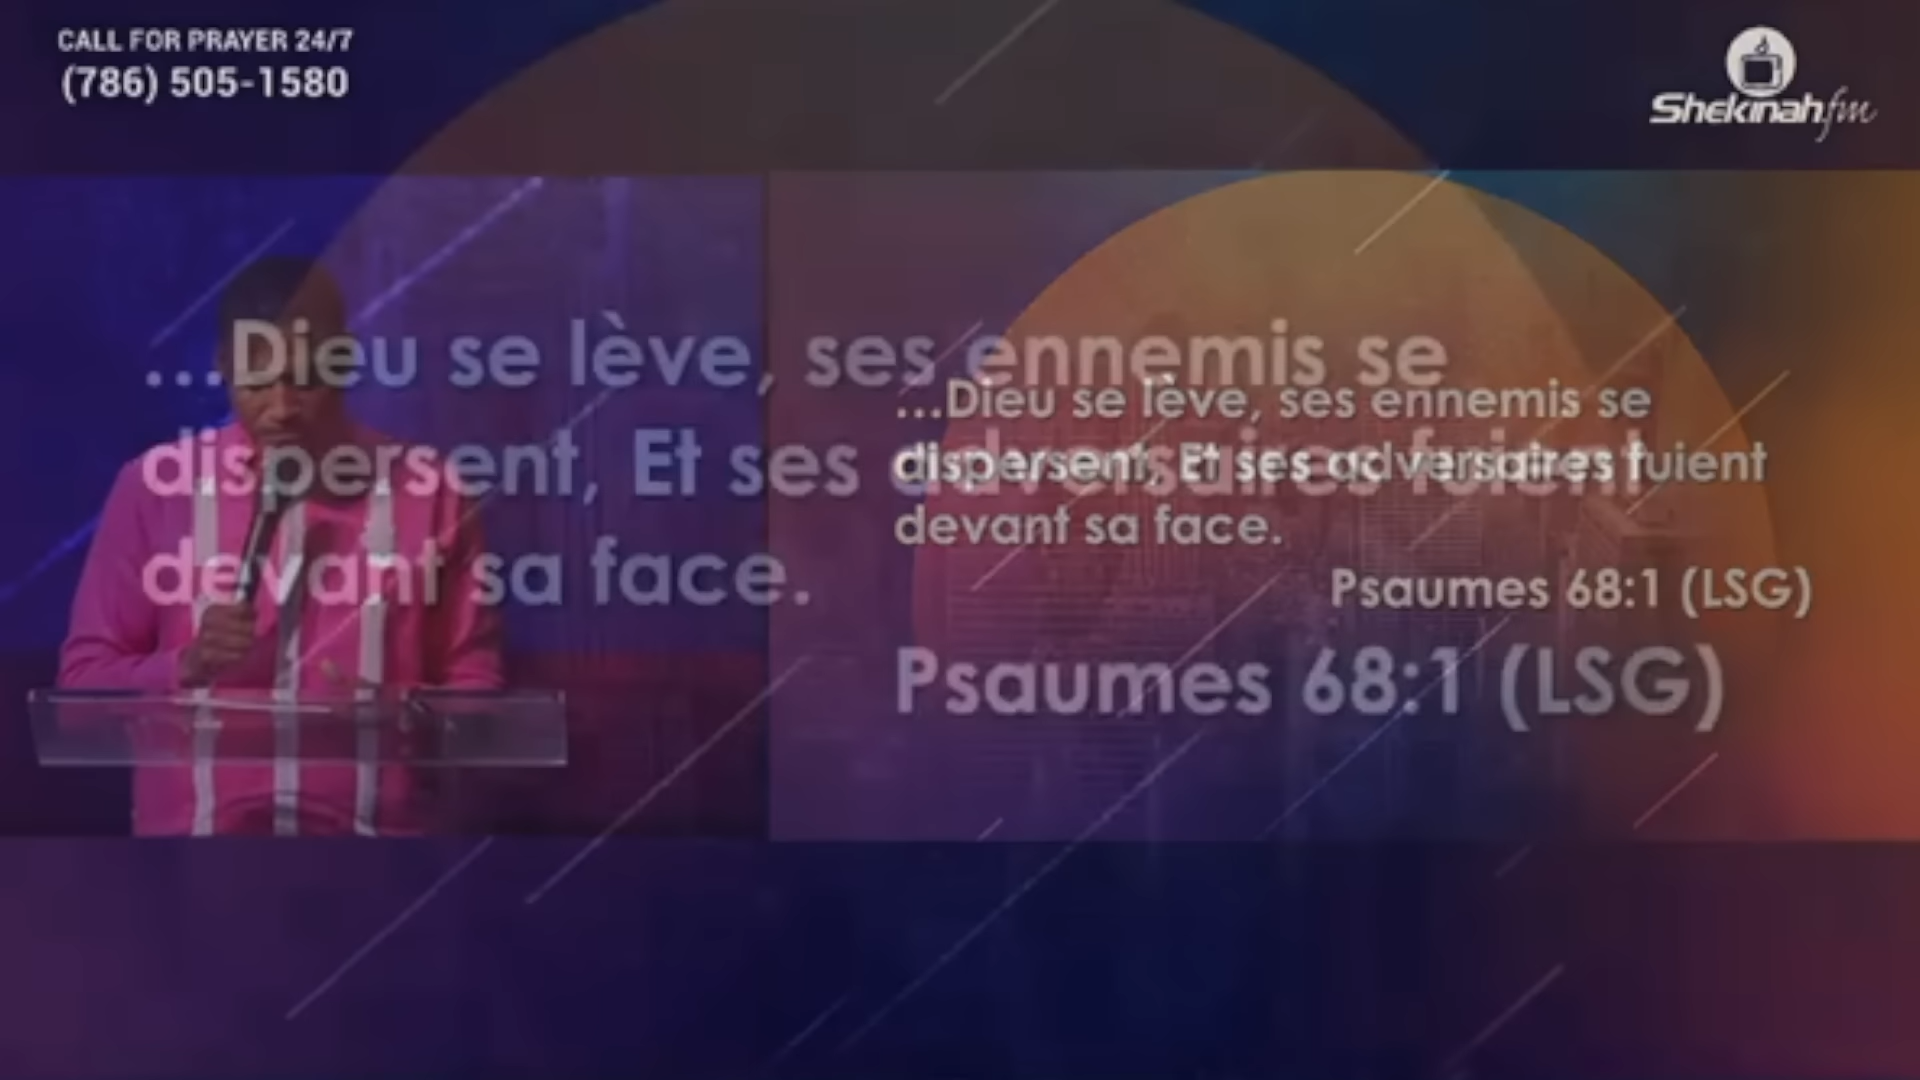 CALL FOR PRAYER 24/7
(786) 505-1580
Shekinah.fm
...Dieu se lève, ses ennemis se
dispersent, Et ses adversaires fuient
devant sa face.
Psaumes 68:1 (LSG)
...Dieu se lève, ses ennemis se
dispersent, Et ses adversaires fuient
devant sa face.
Psaumes 68:1 (LSG)